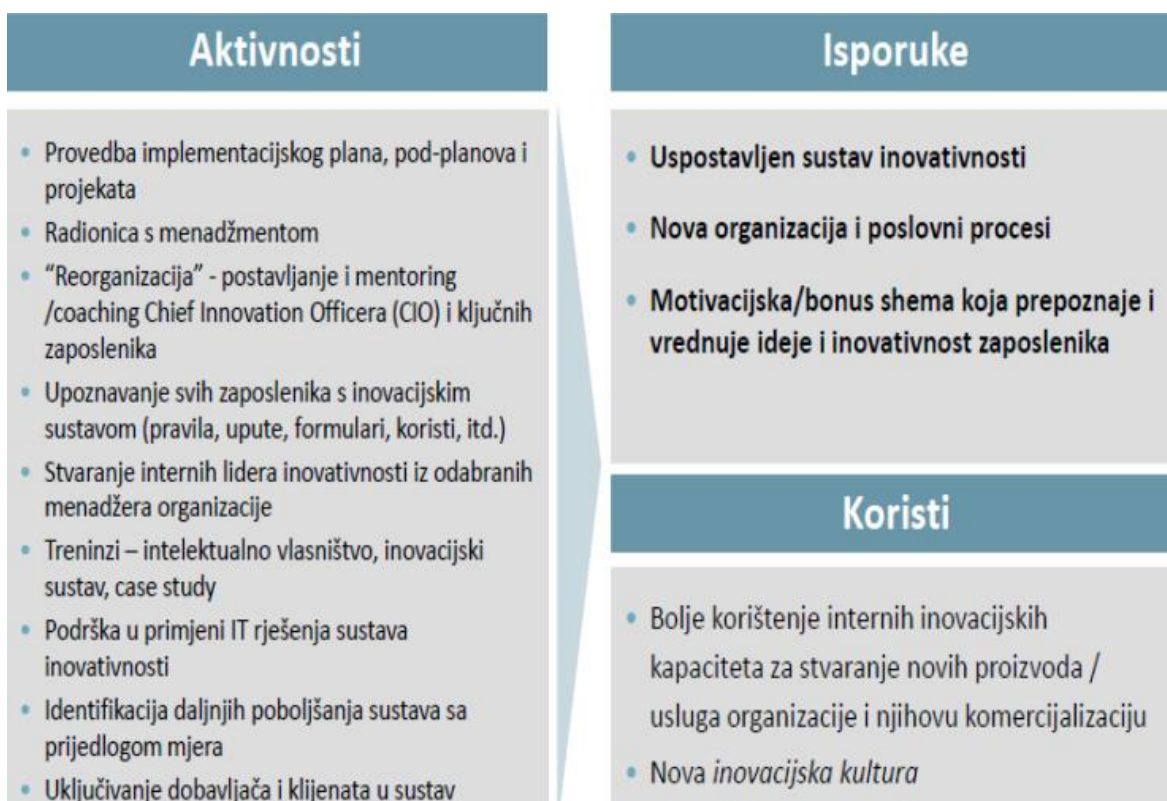 Aktivnosti
• Provedba implementacijskog plana, pod-planova i
projekata
• Radionica s menadžmentom
• “Reorganizacija” - postavljanje i mentoring
/coaching Chief Innovation Officera (CIO) i ključnih
zaposlenika
• Upoznavanje svih zaposlenika s inovacijskim
sustavom (pravila, upute, formulari, koristi, itd.)
• Stvaranje internih lidera inovativnosti iz odabranih
menadžera organizacije
• Treninzi – intelektualno vlasništvo, inovacijski
sustav, case study
• Podrška u primjeni IT rješenja sustava
inovativnosti
• Identifikacija daljnjih poboljšanja sustava sa
prijedlogom mjera
• Uključivanje dobavljača i klijenata u sustav
Isporuke
• Uspostavljen sustav inovativnosti
• Nova organizacija i poslovni procesi
• Motivacijska/bonus shema koja prepoznaje i
vrednuje ideje i inovativnost zaposlenika
Koristi
• Bolje korištenje internih inovacijskih
kapaciteta za stvaranje novih proizvoda /
usluga organizacije i njihovu komercijalizaciju
• Nova inovacijska kultura